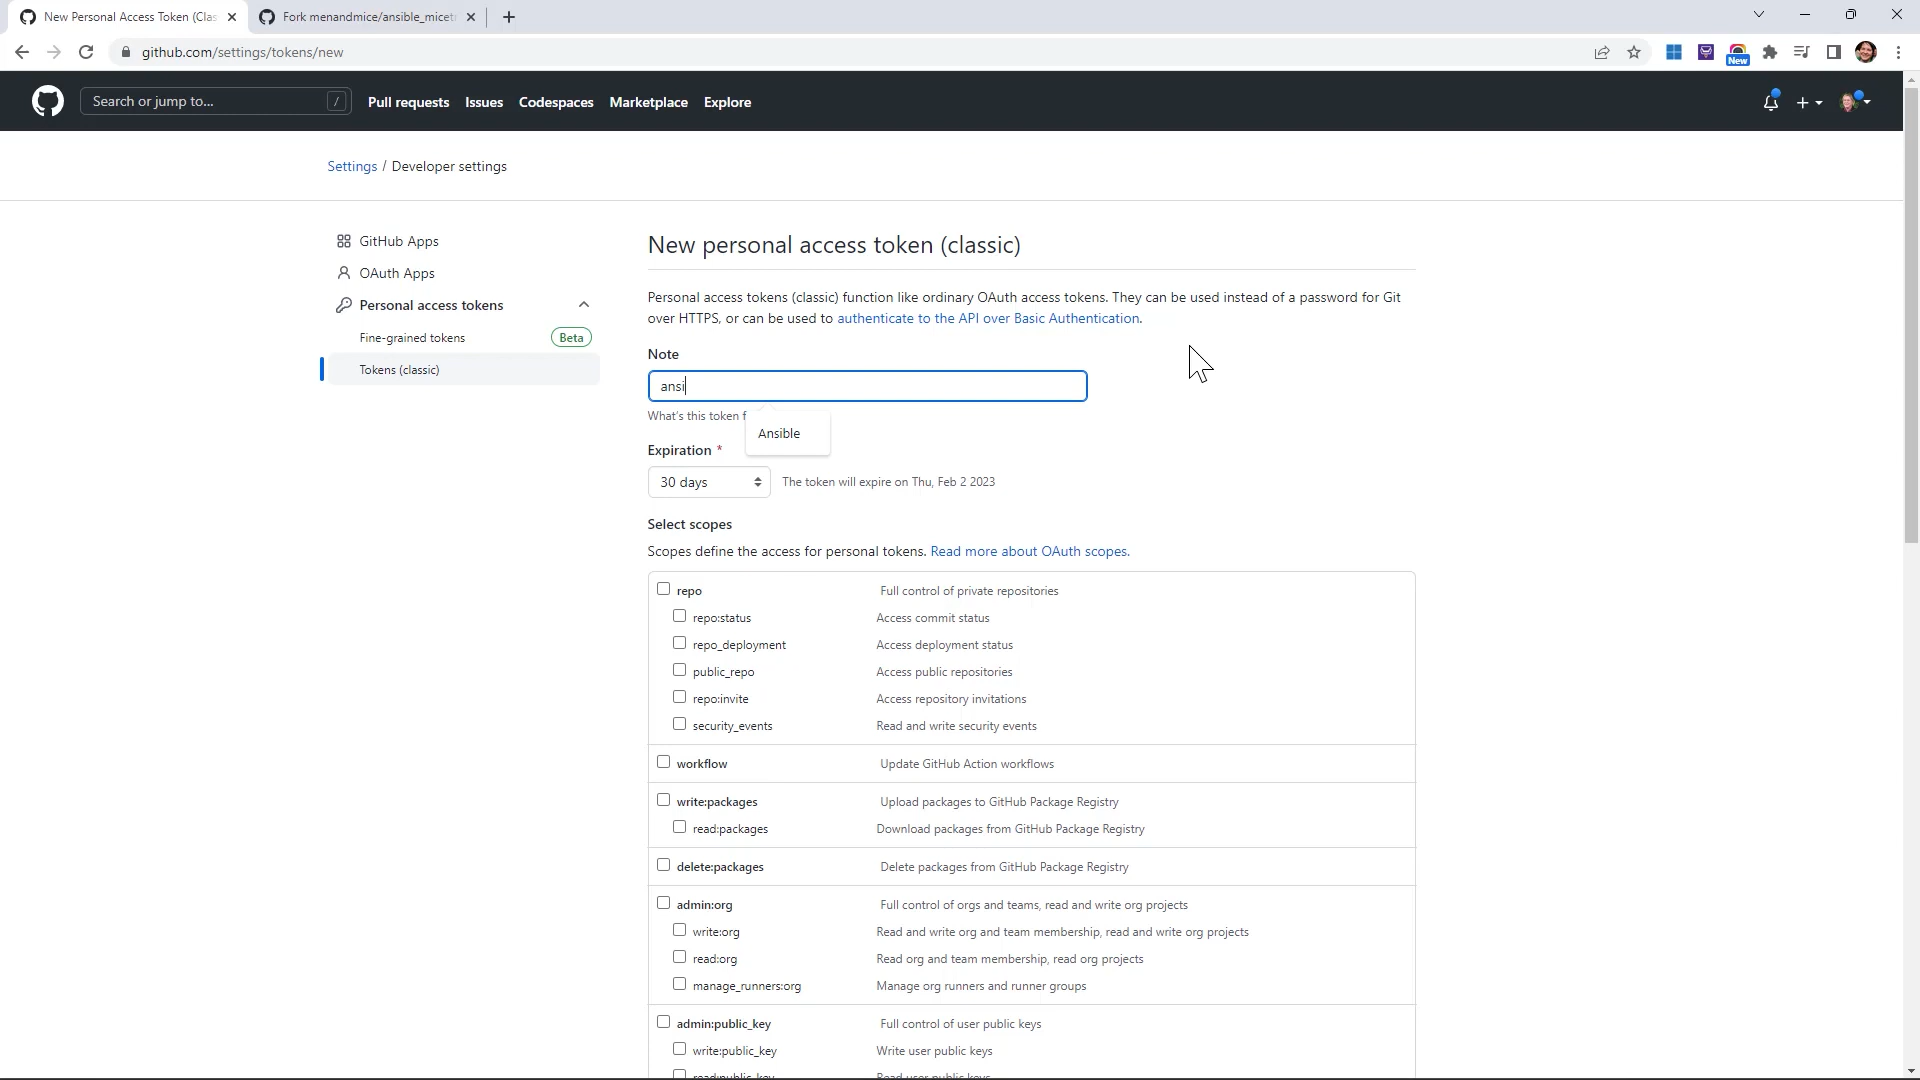 New Personal Access Token (Clas
Fork menandmice/ansible_micet
github.com/settings/tokens/new
New
Search or jump to...
/
Pull requests
Issues
Codespaces
Marketplace
Explore
Settings / Developer settings
GitHub Apps
OAuth Apps
Personal access tokens
Fine-grained tokens
Beta
Tokens (classic)
New personal access token (classic)
Personal access tokens (classic) function like ordinary OAuth access tokens. They can be used instead of a password for Git
over HTTPS, or can be used to authenticate to the API over Basic Authentication.
Note
ansi
What's this token f
Ansible
Expiration *
30 days
The token will expire on Thu, Feb 2 2023
Select scopes
Scopes define the access for personal tokens. Read more about OAuth scopes.
repo Full control of private repositories
repo:status Access commit status
repo_deployment Access deployment status
public_repo Access public repositories
repo:invite Access repository invitations
security_events Read and write security events
workflow Update GitHub Action workflows
write:packages Upload packages to GitHub Package Registry
read:packages Download packages from GitHub Package Registry
delete:packages Delete packages from GitHub Package Registry
admin:org Full control of orgs and teams, read and write org projects
write:org Read and write org and team membership, read and write org projects
read:org Read org and team membership, read org projects
manage_runners:org Manage org runners and runner groups
admin:public_key Full control of user public keys
write:public_key Write user public keys
read:public_key Read user public keys